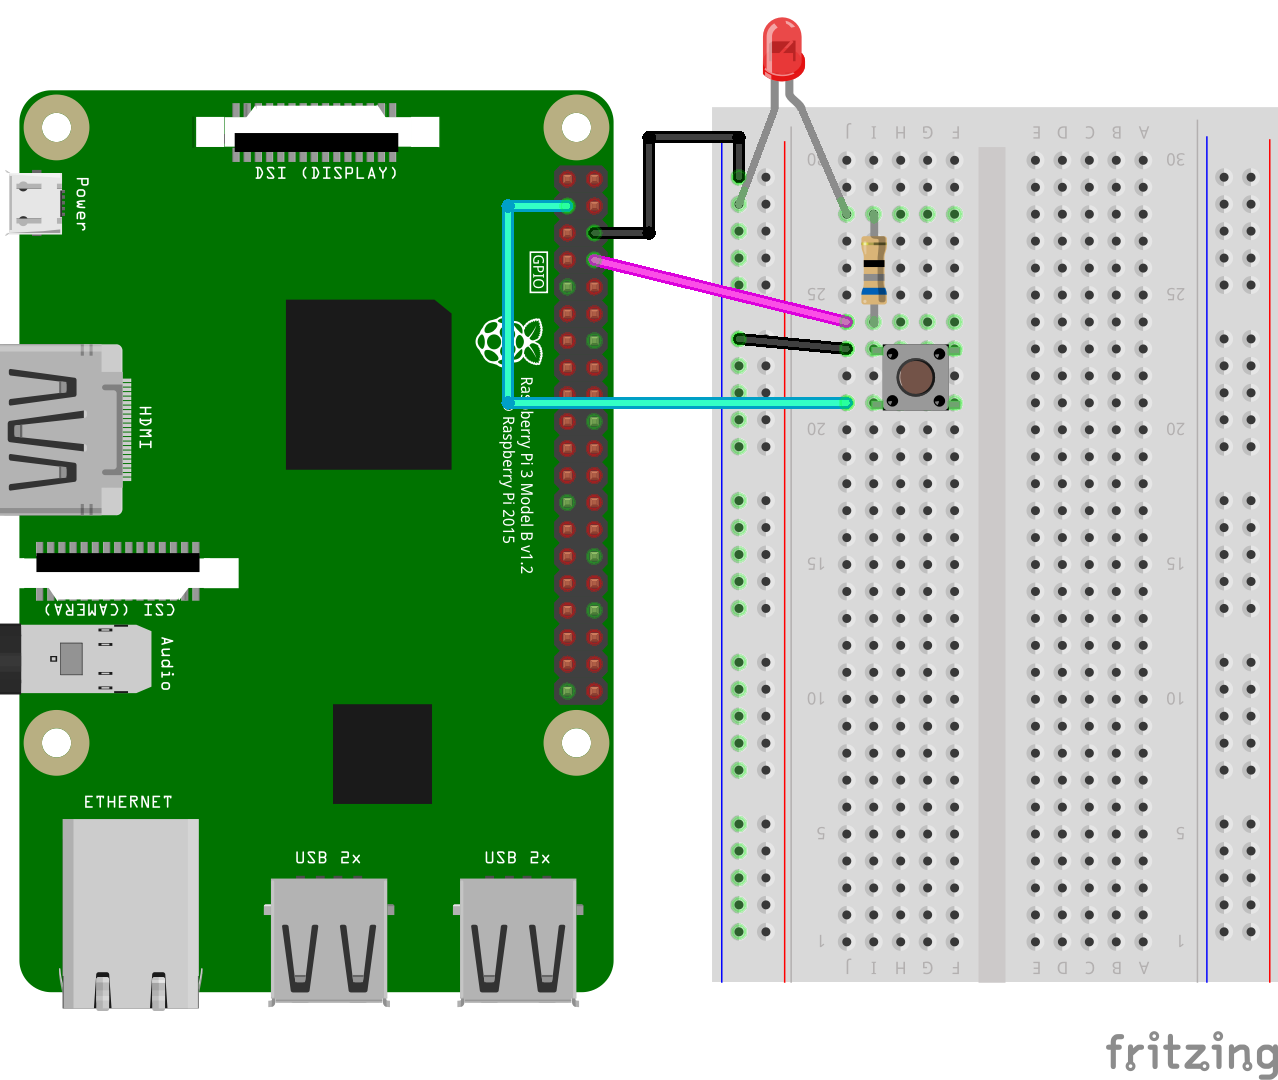 DSI (DISPLAY)
Power
GPIO
HDMI
Raspberry Pi 3 Model B v1.2
Raspberry Pi 2015
CSI (CAMERA)
Audio
ETHERNET
USB 2x
USB 2x
J I H G F
E D C B A
30
30
25
25
20
20
15
15
10
10
5
5
1
1
J I H G F
E D C B A
fritzing